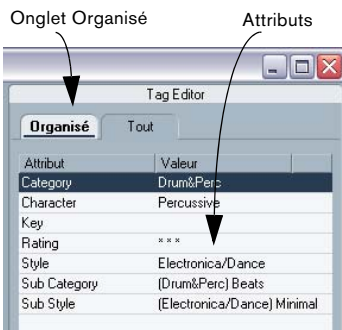 Onglet Organisé Attributs
Tag Editor
Organisé Tout
Attribut Valeur
Category Drum&Perc
Character Percussive
Key
Rating * * *
Style Electronica/Dance
Sub Category (Drum&Perc) Beats
Sub Style (Electronica/Dance) Minimal